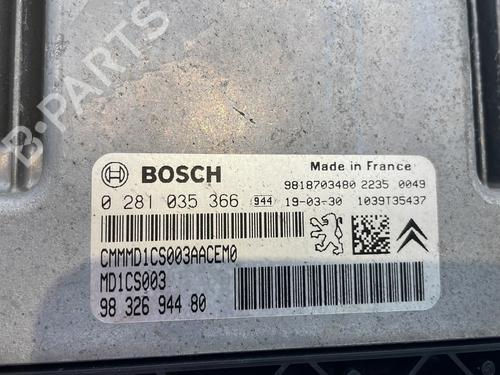 B-PARTS
BOSCH
Made in France
9818703480 2235 0049
0 281 035 366 944 19-03-30 1039T35437
CMMMD1CS003AACEM0
MD1CS003
98 326 944 80